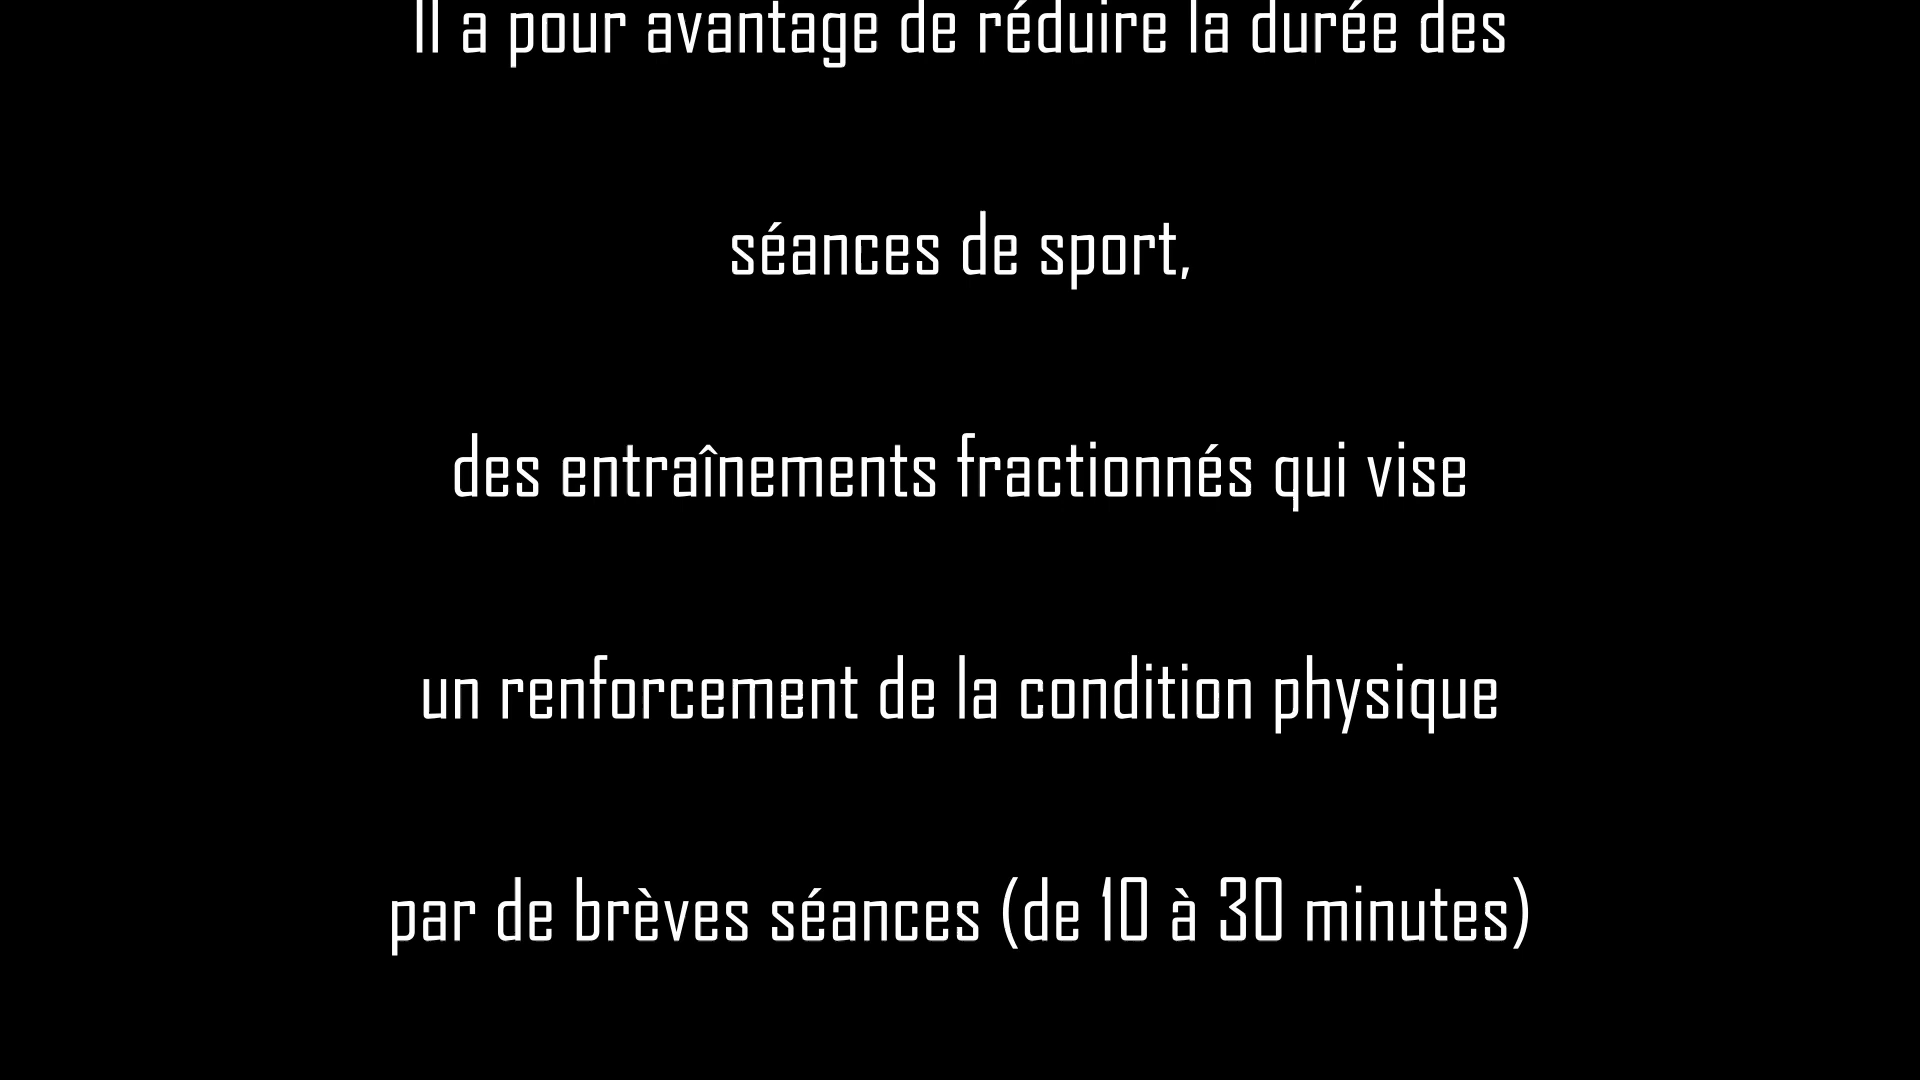 Il a pour avantage de réduire la durée des
séances de sport,
des entraînements fractionnés qui vise
un renforcement de la condition physique
par de brèves séances (de 10 à 30 minutes)